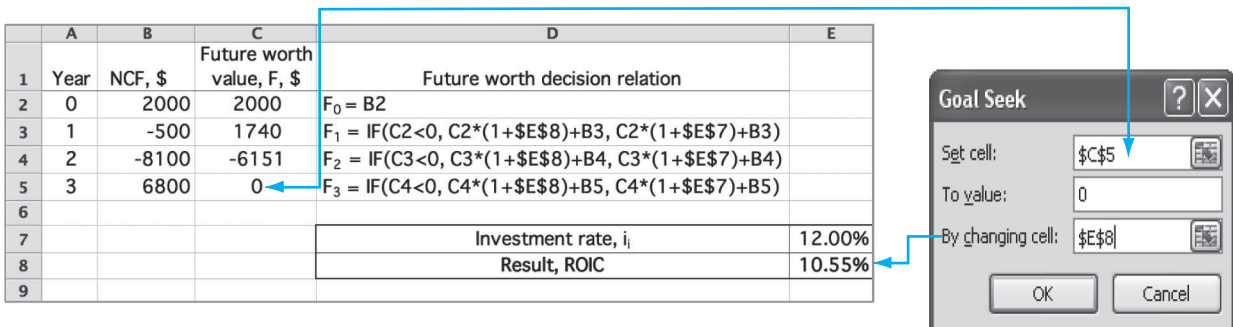 A B C D E
1 Year NCF, $ Future worth value, F, $ Future worth decision relation
2 0 2000 2000 F₀ = B2
3 1 -500 1740 F₁ = IF(C2<0, C2*(1+$E$8)+B3, C2*(1+$E$7)+B3)
4 2 -8100 -6151 F₂ = IF(C3<0, C3*(1+$E$8)+B4, C3*(1+$E$7)+B4)
5 3 6800 0 F₃ = IF(C4<0, C4*(1+$E$8)+B5, C4*(1+$E$7)+B5)
6
7 Investment rate, iᵢ 12.00%
8 Result, ROIC 10.55%
9
Goal Seek ? X
Set cell: $C$5
To value: 0
By changing cell: $E$8
OK Cancel